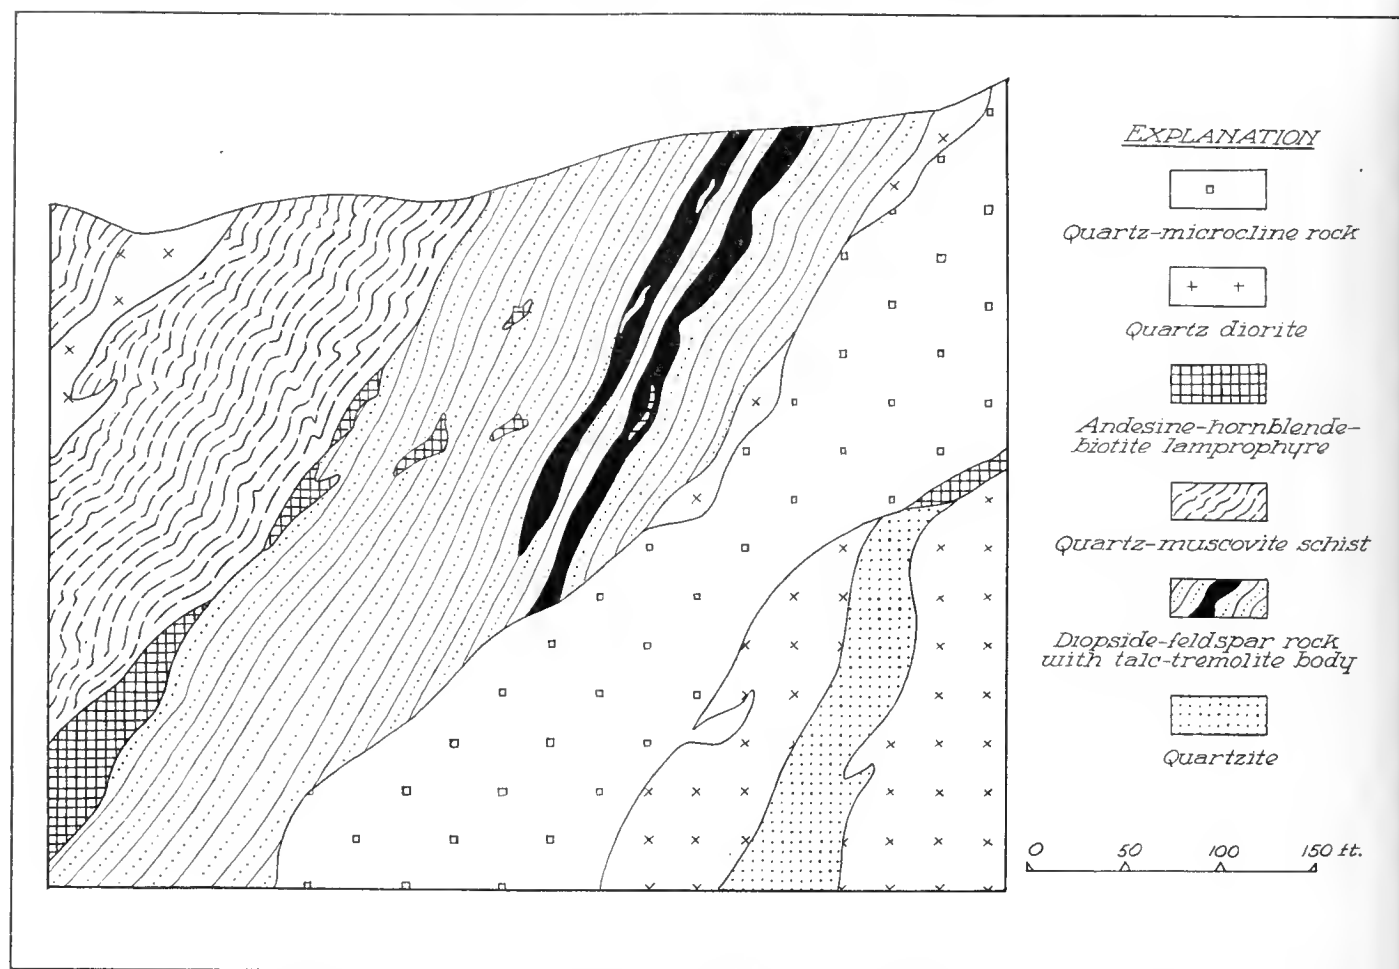 EXPLANATION
Quartz-microcline rock
Quartz diorite
Andesine-hornblende-
biotite lamprophyre
Quartz-muscovite schist
Diopside-feldspar rock
with talc-tremolite body
Quartzite
0 50 100 150 ft.